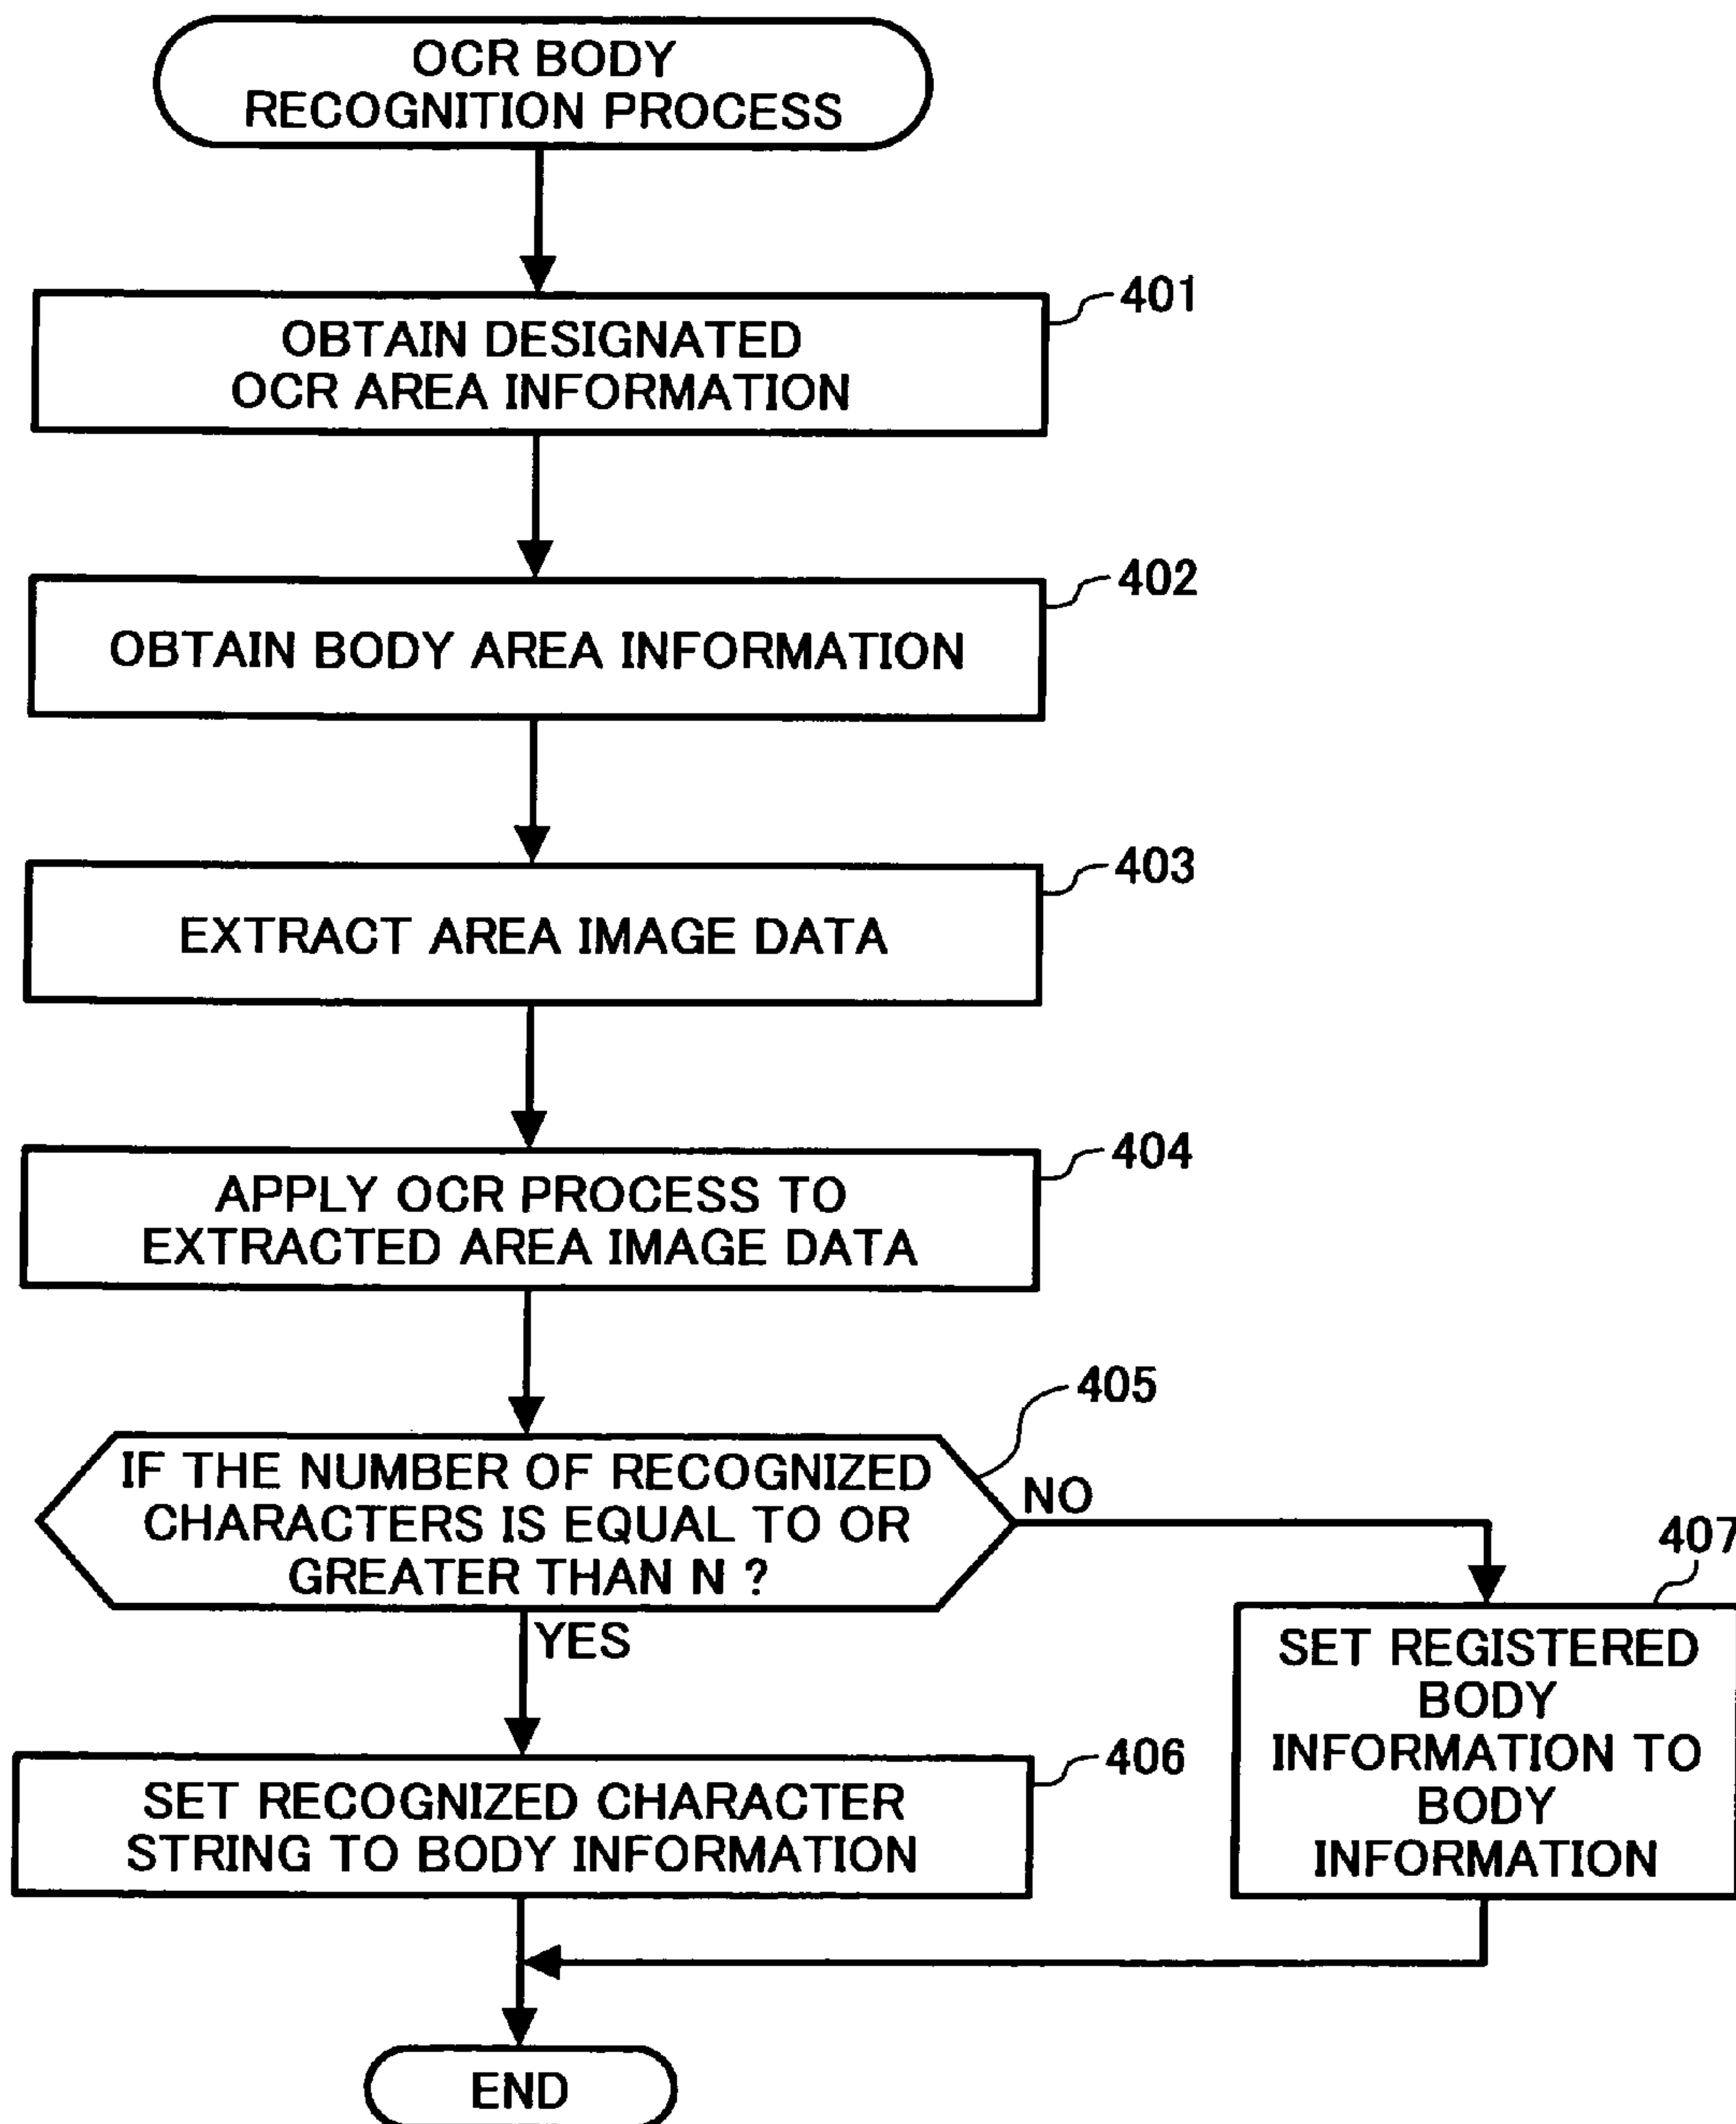 OCR BODY
RECOGNITION PROCESS
401
OBTAIN DESIGNATED
OCR AREA INFORMATION
402
OBTAIN BODY AREA INFORMATION
403
EXTRACT AREA IMAGE DATA
404
APPLY OCR PROCESS TO
EXTRACTED AREA IMAGE DATA
405
IF THE NUMBER OF RECOGNIZED
CHARACTERS IS EQUAL TO OR
GREATER THAN N ?
NO
YES
407
SET REGISTERED
BODY
INFORMATION TO
BODY
INFORMATION
406
SET RECOGNIZED CHARACTER
STRING TO BODY INFORMATION
END